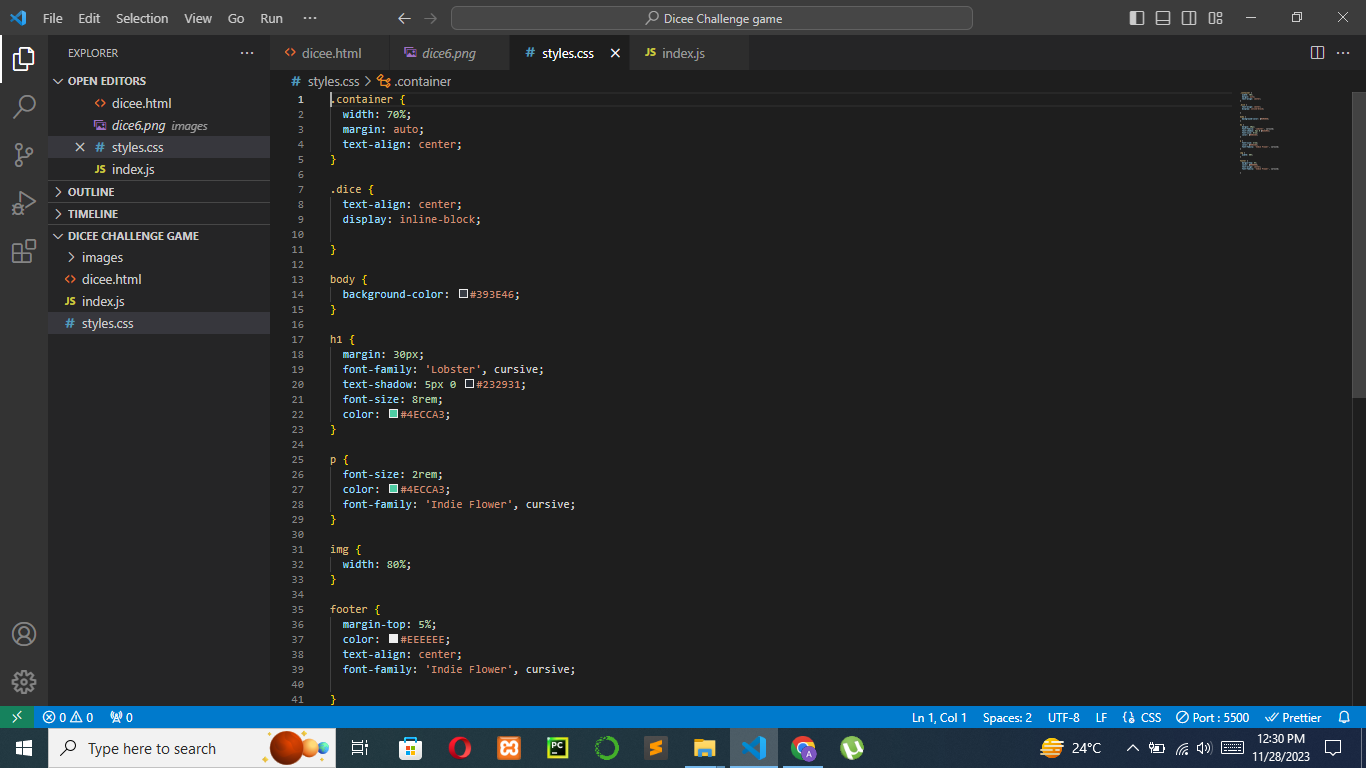 File Edit Selection View Go Run ··· Dicee Challenge game
EXPLORER ···
OPEN EDITORS
dicee.html
dice6.png images
styles.css
JS index.js
OUTLINE
TIMELINE
DICEE CHALLENGE GAME
images
dicee.html
JS index.js
# styles.css
dicee.html dice6.png # styles.css JS index.js
# styles.css > .container
1 .container {
2 width: 70%;
3 margin: auto;
4 text-align: center;
5 }
6
7 .dice {
8 text-align: center;
9 display: inline-block;
10
11 }
12
13 body {
14 background-color: #393E46;
15 }
16
17 h1 {
18 margin: 30px;
19 font-family: 'Lobster', cursive;
20 text-shadow: 5px 0 #232931;
21 font-size: 8rem;
22 color: #4ECCA3;
23 }
24
25 p {
26 font-size: 2rem;
27 color: #4ECCA3;
28 font-family: 'Indie Flower', cursive;
29 }
30
31 img {
32 width: 80%;
33 }
34
35 footer {
36 margin-top: 5%;
37 color: #EEEEEE;
38 text-align: center;
39 font-family: 'Indie Flower', cursive;
40
41 }
0 0 0 Ln 1, Col 1 Spaces: 2 UTF-8 LF {} CSS Port : 5500 Prettier
Type here to search PC 24°C 12:30 PM
11/28/2023